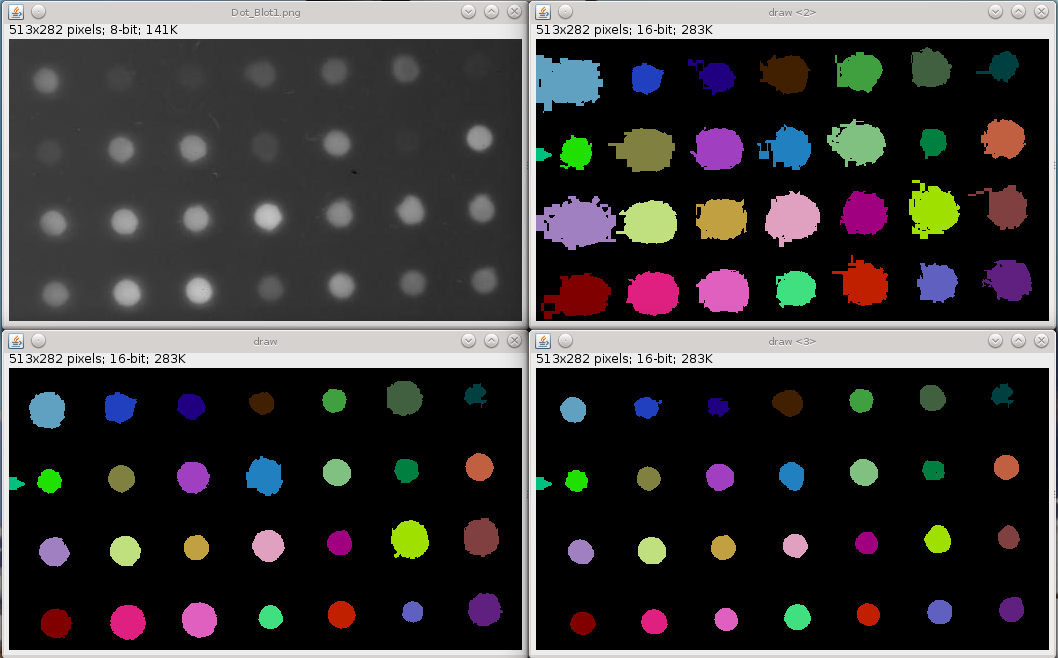 Dot_Blot1.png
513x282 pixels; 8-bit; 141K
draw <2>
513x282 pixels; 16-bit; 283K
draw
513x282 pixels; 16-bit; 283K
draw <3>
513x282 pixels; 16-bit; 283K